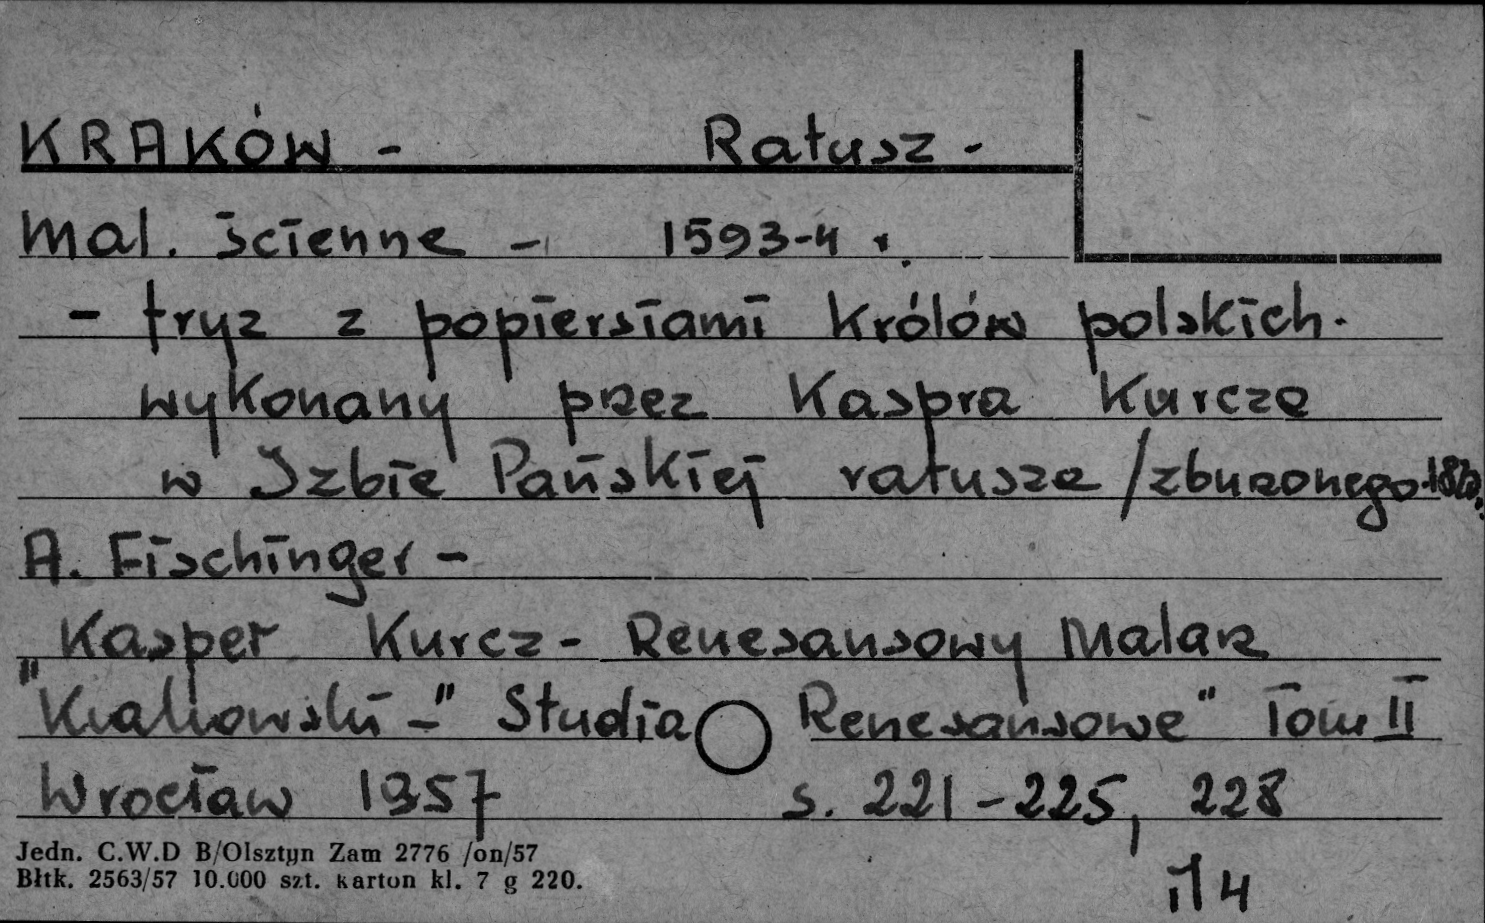 KRAKÓW - Ratusz -
Mal. ścienne - 1593-4 r.
- fryz z popiersiami królów polskich.
wykonany przez Kaspra Kurcza
w Izbie Pańskiej ratusza /zburzonego
A. Fischinger -
Kasper Kurcz - Renesansowy Malarz
"Krakowski -" Studia Renesansowe" Tom II
Wrocław 1957 s. 221-225, 228
il 4
Jedn. C.W.D B/Olsztyn Zam 2776 /on/57
Błtk. 2563/57 10.000 szt. karton kl. 7 g 220.